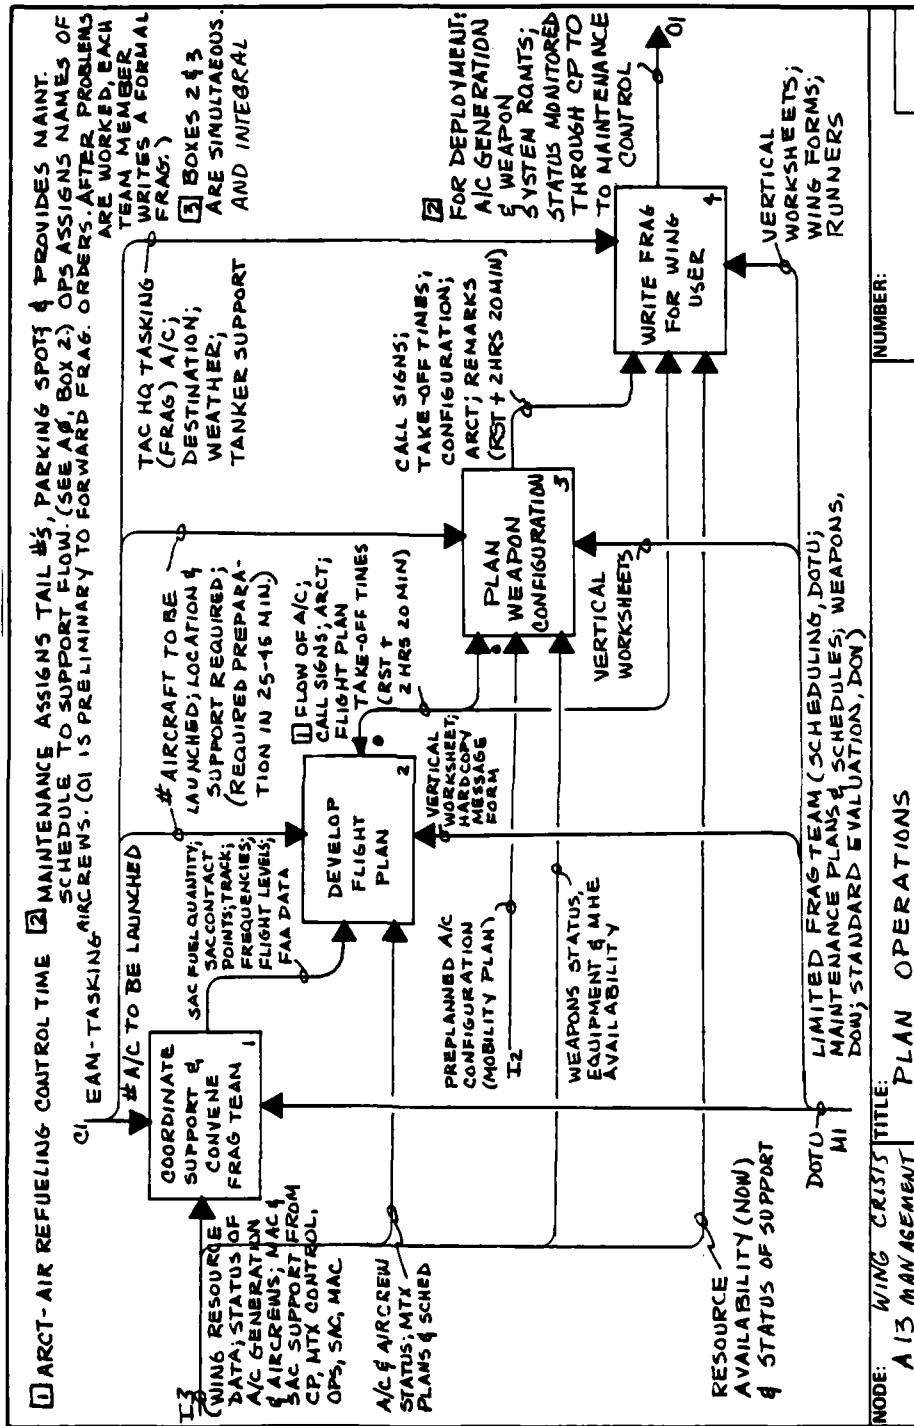 1 ARCT-AIR REFUELING CONTROL TIME
2 MAINTENANCE ASSIGNS TAIL #'S, PARKING SPOTS & PROVIDES MAINT.
SCHEDULE TO SUPPORT FLOW. (SEE AØ, BOX 2.) OPS ASSIGNS NAMES OF
AIRCREWS. (O1 IS PRELIMINARY TO FORWARD FRAG. ORDERS. AFTER PROBLEMS
ARE WORKED, EACH
TEAM MEMBER
WRITES A FORMAL
FRAG.)
3 BOXES 2 & 3
ARE SIMULTAEOUS.
AND INTEGRAL
C1
EAM-TASKING
# A/C TO BE LAUNCHED
# AIRCRAFT TO BE
LAUNCHED; LOCATION &
SUPPORT REQUIRED;
(REQUIRED PREPARA-
TION IN 25-45 MIN.)
TAC HQ TASKING
(FRAG) A/C;
DESTINATION;
WEATHER;
TANKER SUPPORT
I3
(WING RESOURCE
DATA; STATUS OF
A/C GENERATION
& AIRCREWS; MAC &
SAC SUPPORT FROM
CP, MTX CONTROL,
OPS, SAC, MAC
COORDINATE
SUPPORT &
CONVENE
FRAG TEAM
1
SAC FUEL QUANTITY;
SAC CONTACT
POINTS; TRACK
FREQUENCIES;
FLIGHT LEVELS;
FAA DATA
A/C & AIRCREW
STATUS; MTX
PLANS & SCHED
DEVELOP
FLIGHT
PLAN
2
1 FLOW OF A/C;
CALL SIGNS; ARCT;
FLIGHT PLAN
TAKE-OFF TIMES
(RST +
2 HRS 20 MIN)
VERTICAL
WORKSHEET;
HARDCOPY
MESSAGE
FORM
PREPLANNED A/C
CONFIGURATION
(MOBILITY PLAN)
I2
WEAPONS STATUS,
EQUIPMENT & MHE
AVAILABILITY
PLAN
WEAPON
CONFIGURATION
3
CALL SIGNS;
TAKE-OFF TIMES;
CONFIGURATION;
ARCT; REMARKS
(RST + 2HRS 20MIN)
VERTICAL
WORKSHEETS
WRITE FRAG
FOR WING
USER
4
2
FOR DEPLOYMENT:
A/C GENERATION
& WEAPON
SYSTEM RQMTS;
STATUS MONITORED
THROUGH CP TO
TO MAINTENANCE
CONTROL
O1
VERTICAL
WORKSHEETS;
WING FORMS;
RUNNERS
RESOURCE
AVAILABILITY (NOW)
& STATUS OF SUPPORT
DOTU
M1
LIMITED FRAG TEAM (SCHEDULING, DOTU;
MAINTENANCE PLANS & SCHEDULES; WEAPONS,
DOW; STANDARD EVALUATION, DOV)
NODE: WING CRISIS
A13 MANAGEMENT
TITLE:
PLAN OPERATIONS
NUMBER: